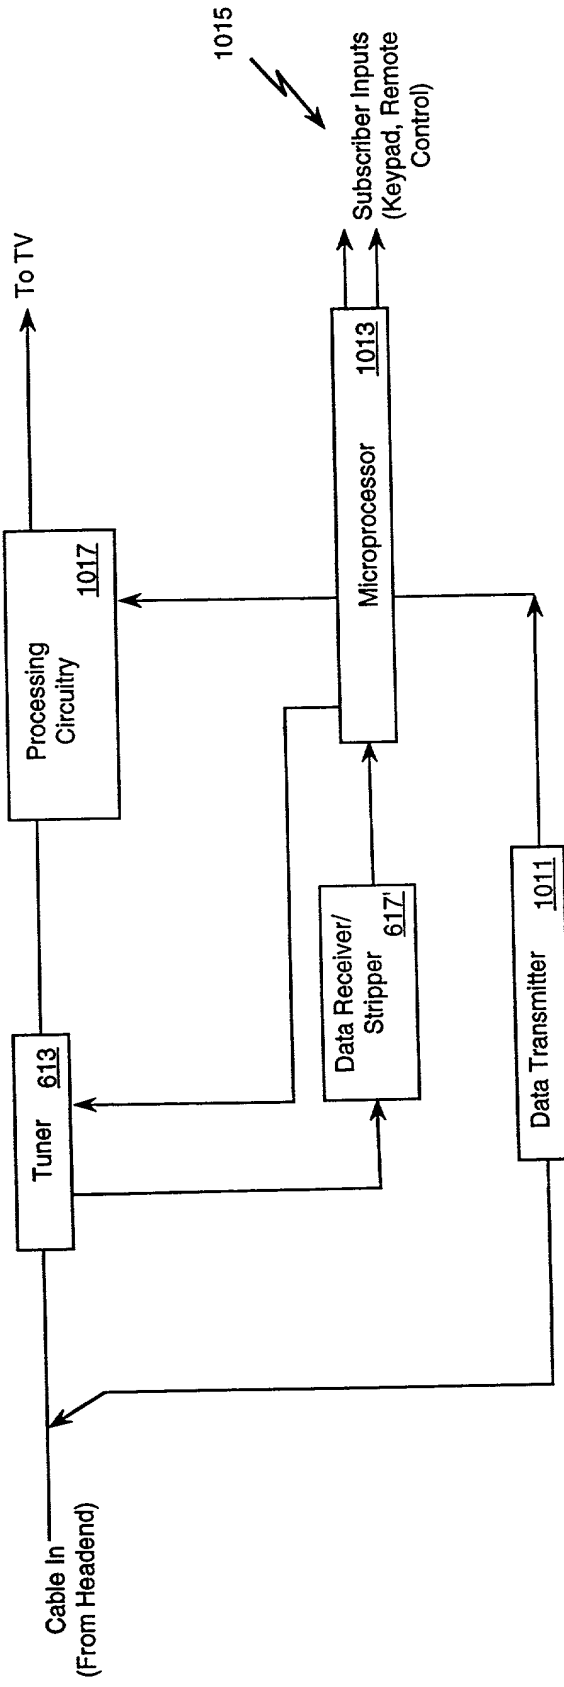 Cable In
(From Headend)
Tuner 613
Processing
Circuitry
1017
To TV
Data Receiver/
Stripper
617'
Microprocessor
1013
1015
Subscriber Inputs
(Keypad, Remote
Control)
Data Transmitter
1011